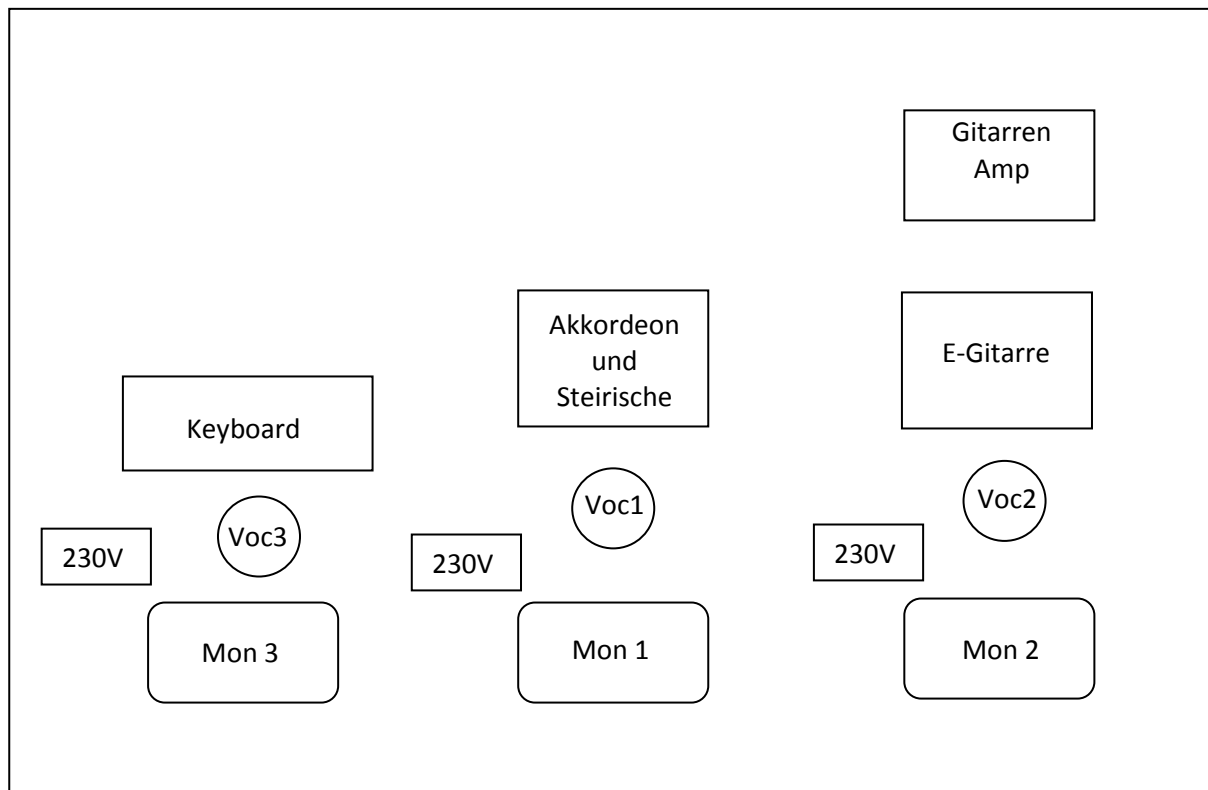 Gitarren
Amp
Akkordeon
und
Steirische
E-Gitarre
Keyboard
Voc3
Voc1
Voc2
230V
230V
230V
Mon 3
Mon 1
Mon 2